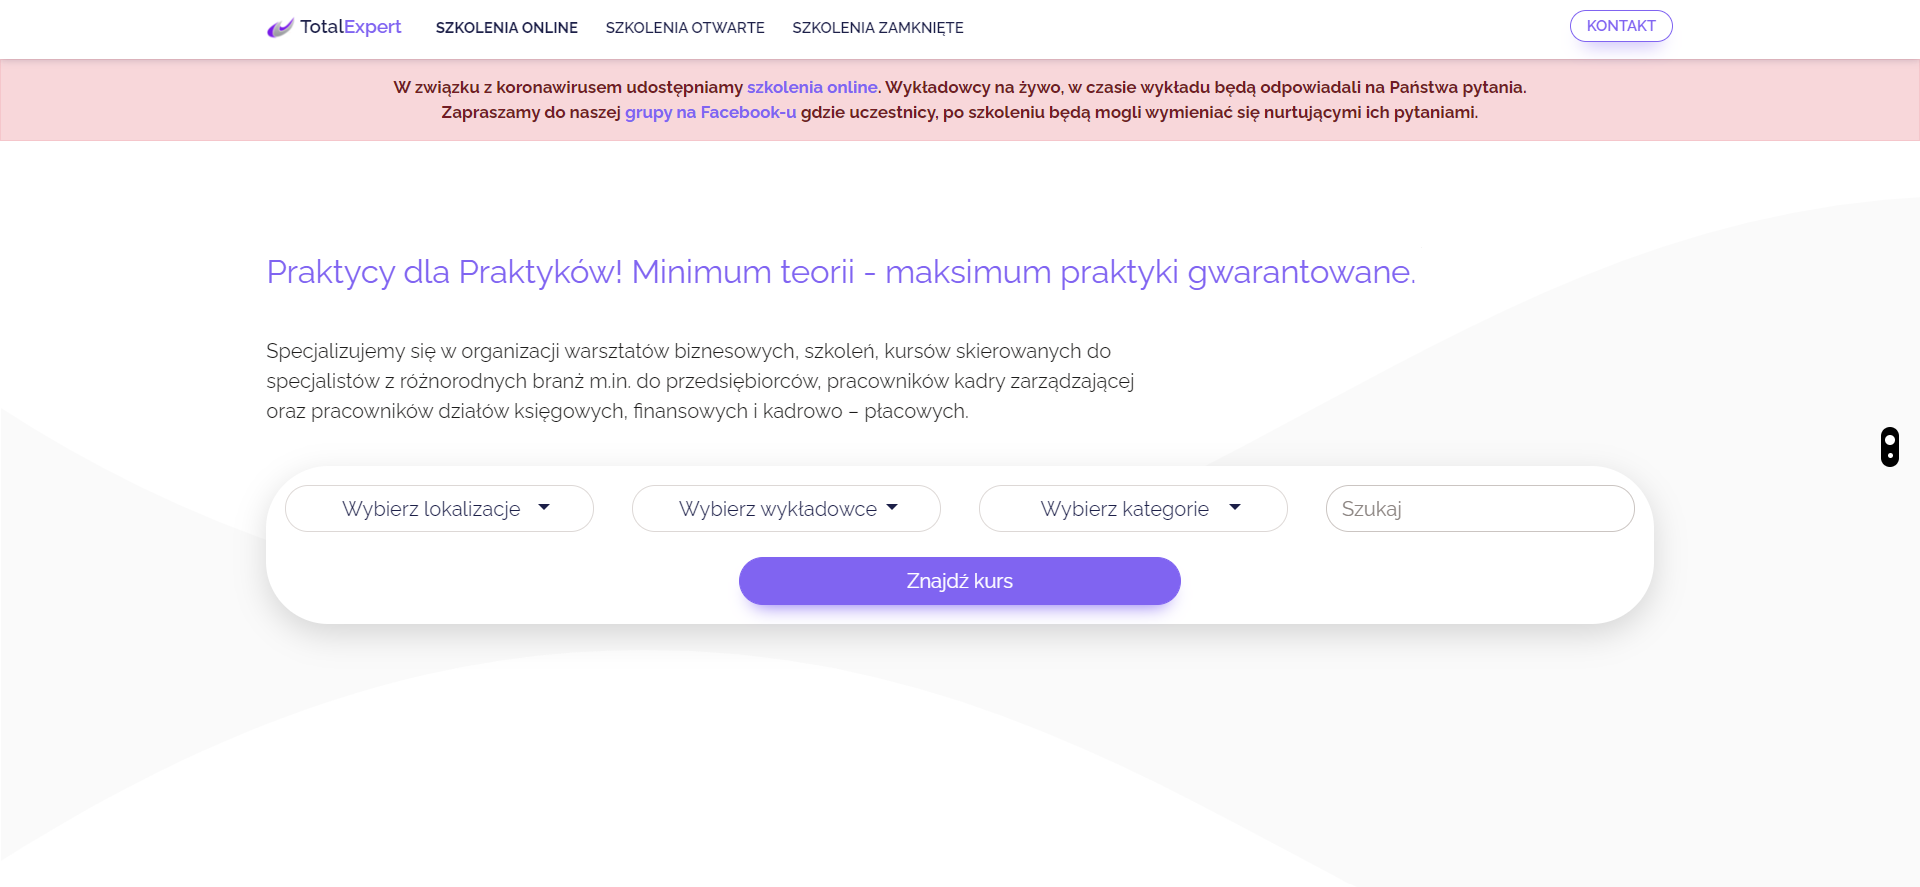 TotalExpert
SZKOLENIA ONLINE
SZKOLENIA OTWARTE
SZKOLENIA ZAMKNIĘTE
KONTAKT
W związku z koronawirusem udostępniamy szkolenia online. Wykładowcy na żywo, w czasie wykładu będą odpowiadali na Państwa pytania.
Zapraszamy do naszej grupy na Facebook-u gdzie uczestnicy, po szkoleniu będą mogli wymieniać się nurtującymi ich pytaniami.
Praktycy dla Praktyków! Minimum teorii - maksimum praktyki gwarantowane.
Specjalizujemy się w organizacji warsztatów biznesowych, szkoleń, kursów skierowanych do
specjalistów z różnorodnych branż m.in. do przedsiębiorców, pracowników kadry zarządzającej
oraz pracowników działów księgowych, finansowych i kadrowo – płacowych.
Wybierz lokalizacje
Wybierz wykładowce
Wybierz kategorie
Szukaj
Znajdź kurs